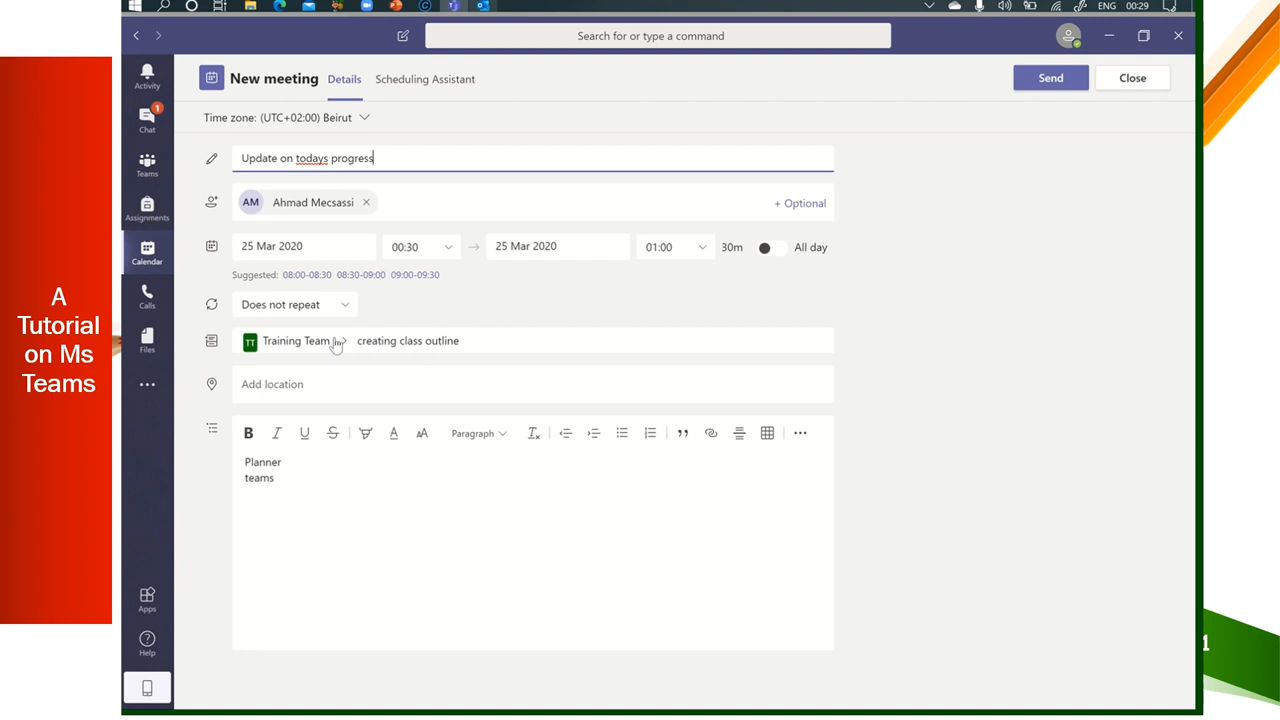 ENG 00:29
Search for or type a command
New meeting Details Scheduling Assistant Send Close
Time zone: (UTC+02:00) Beirut
Update on todays progress
AM Ahmad Mecsassi × + Optional
25 Mar 2020 00:30 → 25 Mar 2020 01:00 30m All day
Suggested: 08:00-08:30 08:30-09:00 09:00-09:30
Does not repeat
TT Training Team > creating class outline
Add location
B I U S A AA Paragraph
Planner
teams
Activity
1
Chat
Teams
Assignments
Calendar
Calls
Files
Apps
Help
A
Tutorial
on Ms
Teams
1